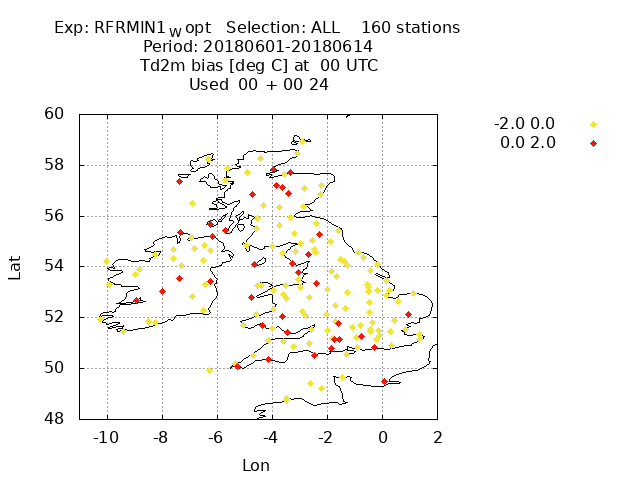 Exp: RFRMIN1_W opt Selection: ALL 160 stations
Period: 20180601-20180614
Td2m bias [deg C] at 00 UTC
Used 00 + 00 24
-2.0 0.0
0.0 2.0
60
58
56
54
52
50
48
Lat
-10 -8 -6 -4 -2 0 2
Lon